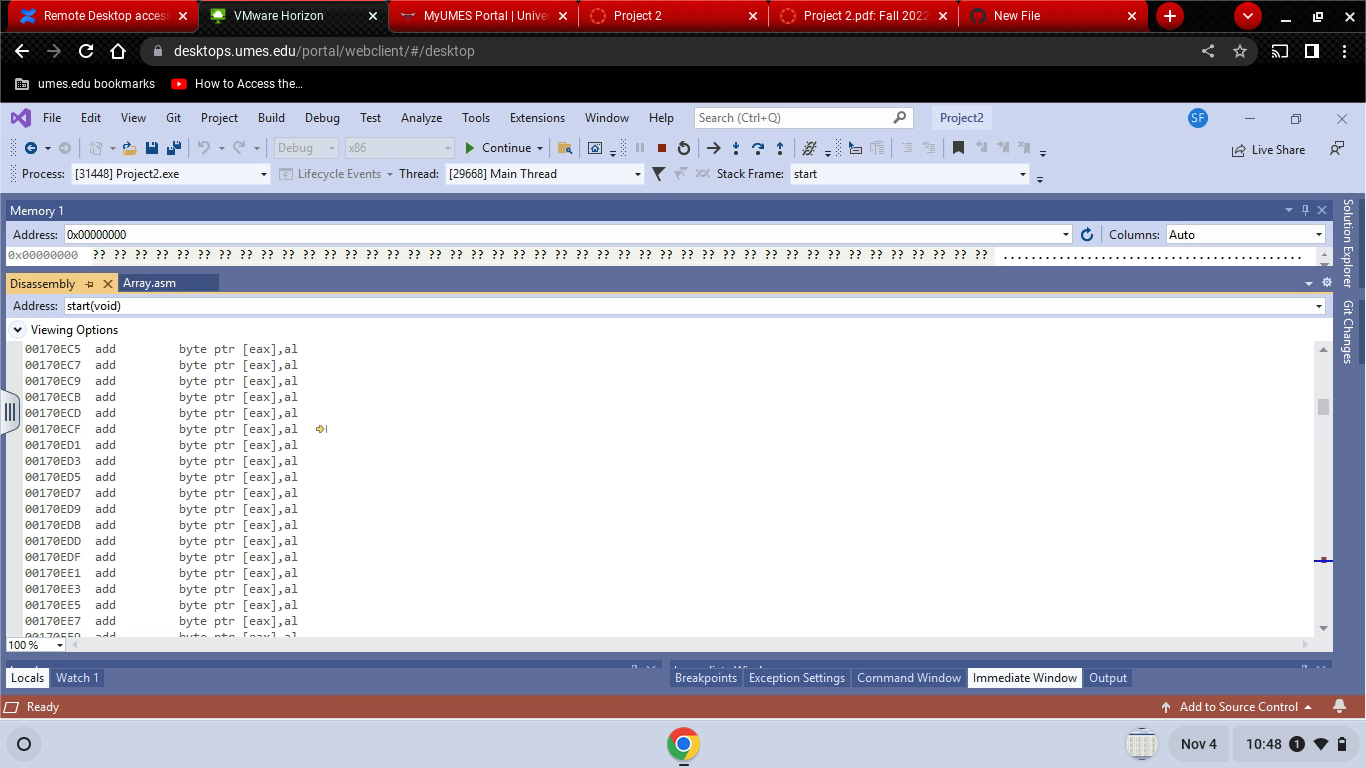 Remote Desktop acces
VMware Horizon
MyUMES Portal | Unive
Project 2
Project 2.pdf: Fall 2022
New File
desktops.umes.edu/portal/webclient/#/desktop
umes.edu bookmarks
How to Access the...
File Edit View Git Project Build Debug Test Analyze Tools Extensions Window Help Search (Ctrl+Q) Project2 SF
Debug x86 Continue Live Share
Process: [31448] Project2.exe Lifecycle Events Thread: [29668] Main Thread Stack Frame: start
Memory 1
Address: 0x00000000 Columns: Auto
0x00000000 ?? ?? ?? ?? ?? ?? ?? ?? ?? ?? ?? ?? ?? ?? ?? ?? ?? ?? ?? ?? ?? ?? ?? ?? ?? ?? ?? ?? ?? ?? ?? ?? ?? ?? ?? ?? ?? ?? ?? ?? ?? ?? ?? ...........................................
Disassembly Array.asm
Address: start(void)
Viewing Options
00170EC5 add byte ptr [eax],al
00170EC7 add byte ptr [eax],al
00170EC9 add byte ptr [eax],al
00170ECB add byte ptr [eax],al
00170ECD add byte ptr [eax],al
00170ECF add byte ptr [eax],al
00170ED1 add byte ptr [eax],al
00170ED3 add byte ptr [eax],al
00170ED5 add byte ptr [eax],al
00170ED7 add byte ptr [eax],al
00170ED9 add byte ptr [eax],al
00170EDB add byte ptr [eax],al
00170EDD add byte ptr [eax],al
00170EDF add byte ptr [eax],al
00170EE1 add byte ptr [eax],al
00170EE3 add byte ptr [eax],al
00170EE5 add byte ptr [eax],al
00170EE7 add byte ptr [eax],al
00170EE9 add byte ptr [eax],al
100 %
Solution Explorer
Git Changes
Locals Watch 1
Breakpoints Exception Settings Command Window Immediate Window Output
Ready
Add to Source Control
Nov 4
10:48
1